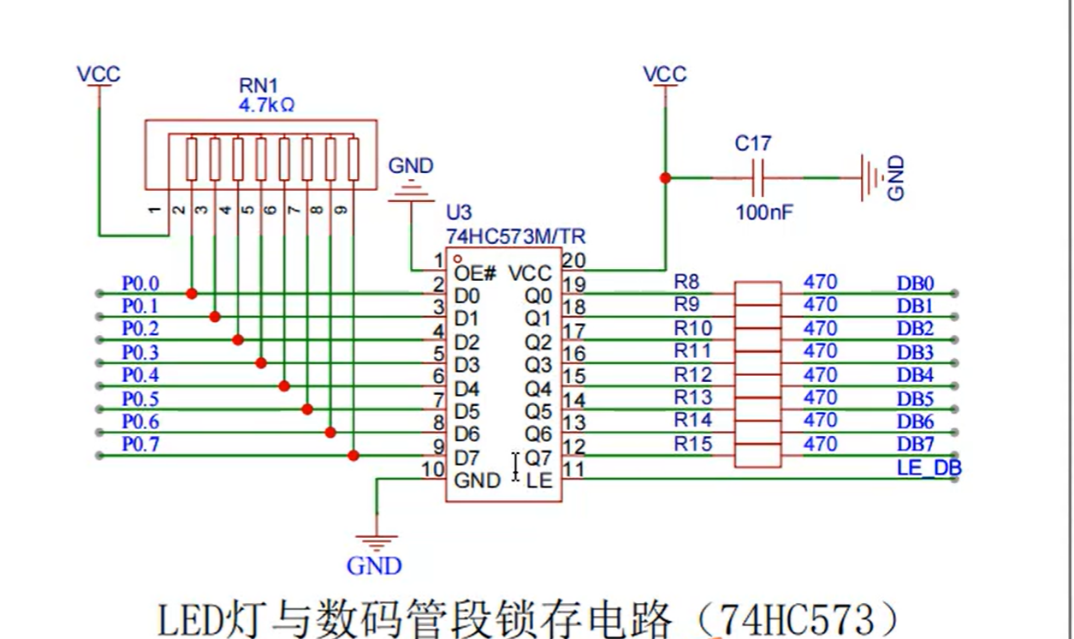 VCC
RN1
4.7kΩ
1 2 3 4 5 6 7 8 9
GND
VCC
C17
100nF
GND
U3
74HC573M/TR
1 OE# VCC 20
P0.0 2 D0 Q0 19 R8 470 DB0
P0.1 3 D1 Q1 18 R9 470 DB1
P0.2 4 D2 Q2 17 R10 470 DB2
P0.3 5 D3 Q3 16 R11 470 DB3
P0.4 6 D4 Q4 15 R12 470 DB4
P0.5 7 D5 Q5 14 R13 470 DB5
P0.6 8 D6 Q6 13 R14 470 DB6
P0.7 9 D7 Q7 12 R15 470 DB7
10 GND LE 11 LE_DB
GND
LED灯与数码管段锁存电路（74HC573）